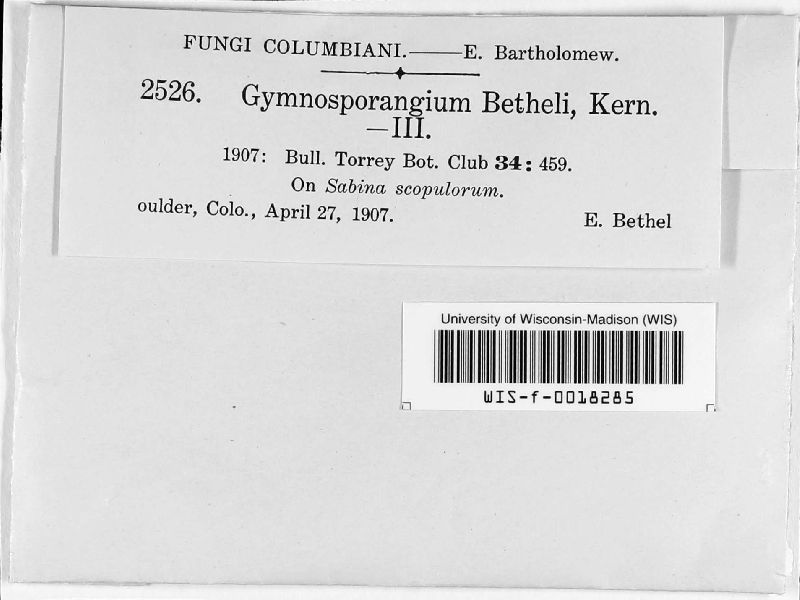 FUNGI COLUMBIANI.——E. Bartholomew.
2526. Gymnosporangium Betheli, Kern.
—III.
1907: Bull. Torrey Bot. Club 34: 459.
On Sabina scopulorum.
oulder, Colo., April 27, 1907. E. Bethel
University of Wisconsin-Madison (WIS)
WIS-f-0018285